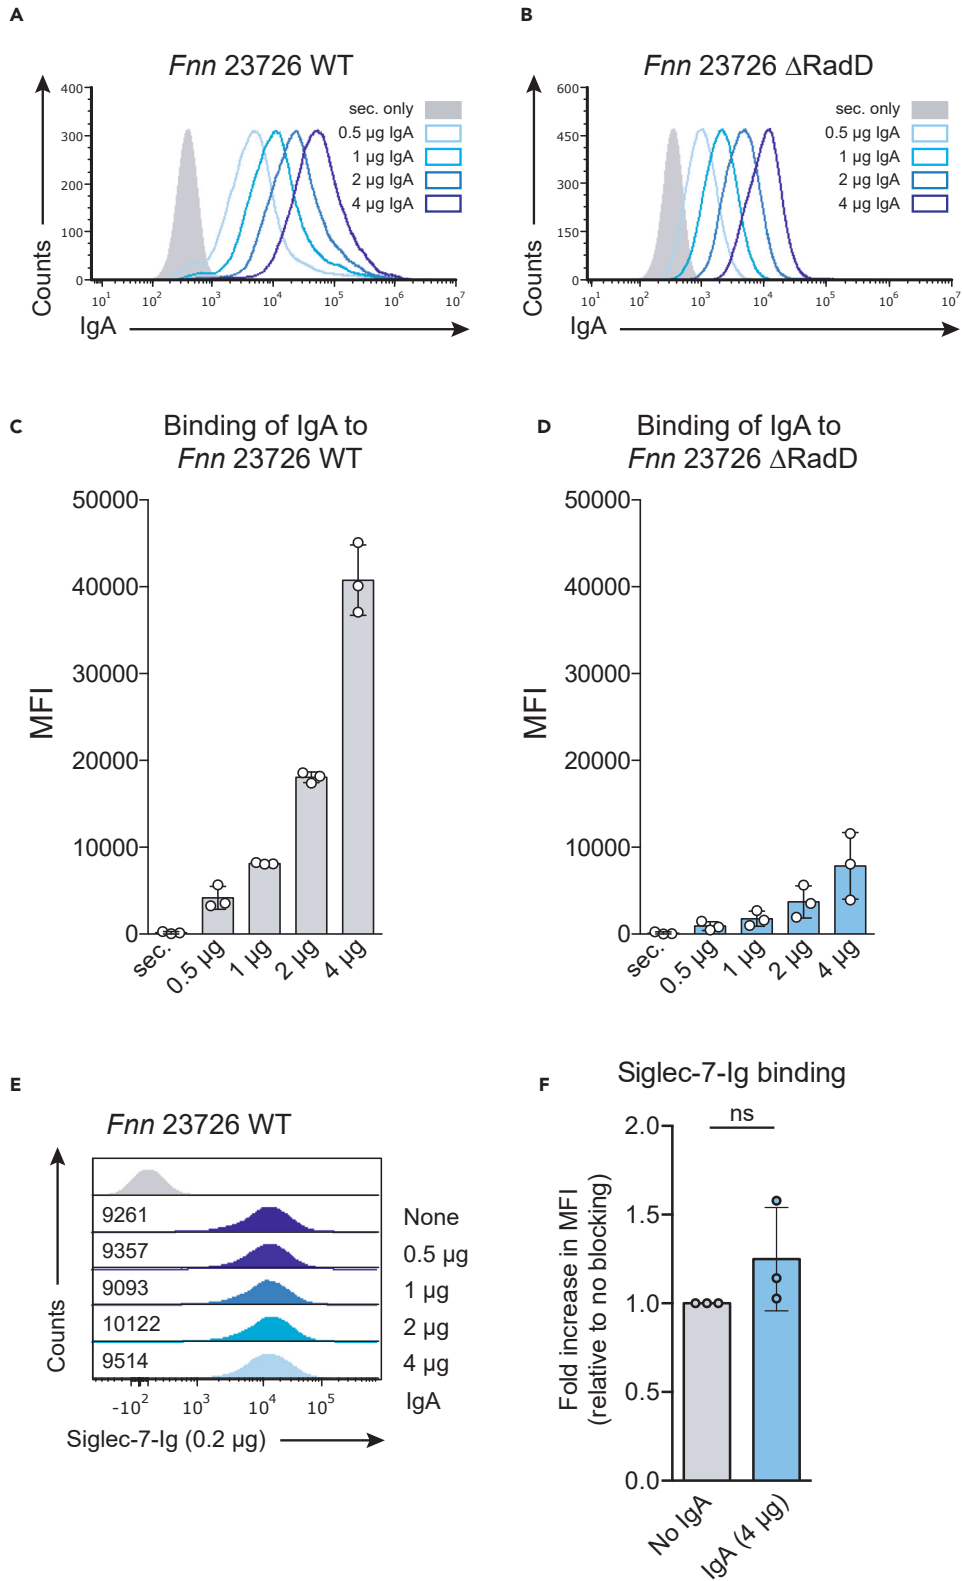 A
Fnn 23726 WT
400
300
200
100
0
Counts
sec. only
0.5 µg IgA
1 µg IgA
2 µg IgA
4 µg IgA
10¹ 10² 10³ 10⁴ 10⁵ 10⁶ 10⁷
IgA
B
Fnn 23726 ΔRadD
600
450
300
150
0
Counts
sec. only
0.5 µg IgA
1 µg IgA
2 µg IgA
4 µg IgA
10¹ 10² 10³ 10⁴ 10⁵ 10⁶ 10⁷
IgA
C
Binding of IgA to
Fnn 23726 WT
50000
40000
30000
20000
10000
0
MFI
sec. 0.5 µg 1 µg 2 µg 4 µg
D
Binding of IgA to
Fnn 23726 ΔRadD
50000
40000
30000
20000
10000
0
MFI
sec. 0.5 µg 1 µg 2 µg 4 µg
E
Fnn 23726 WT
Counts
9261 None
9357 0.5 µg
9093 1 µg
10122 2 µg
9514 4 µg
-10² 10³ 10⁴ 10⁵ IgA
Siglec-7-Ig (0.2 µg)
F
Siglec-7-Ig binding
ns
2.0
1.5
1.0
0.5
0.0
Fold increase in MFI
(relative to no blocking)
No IgA IgA (4 µg)